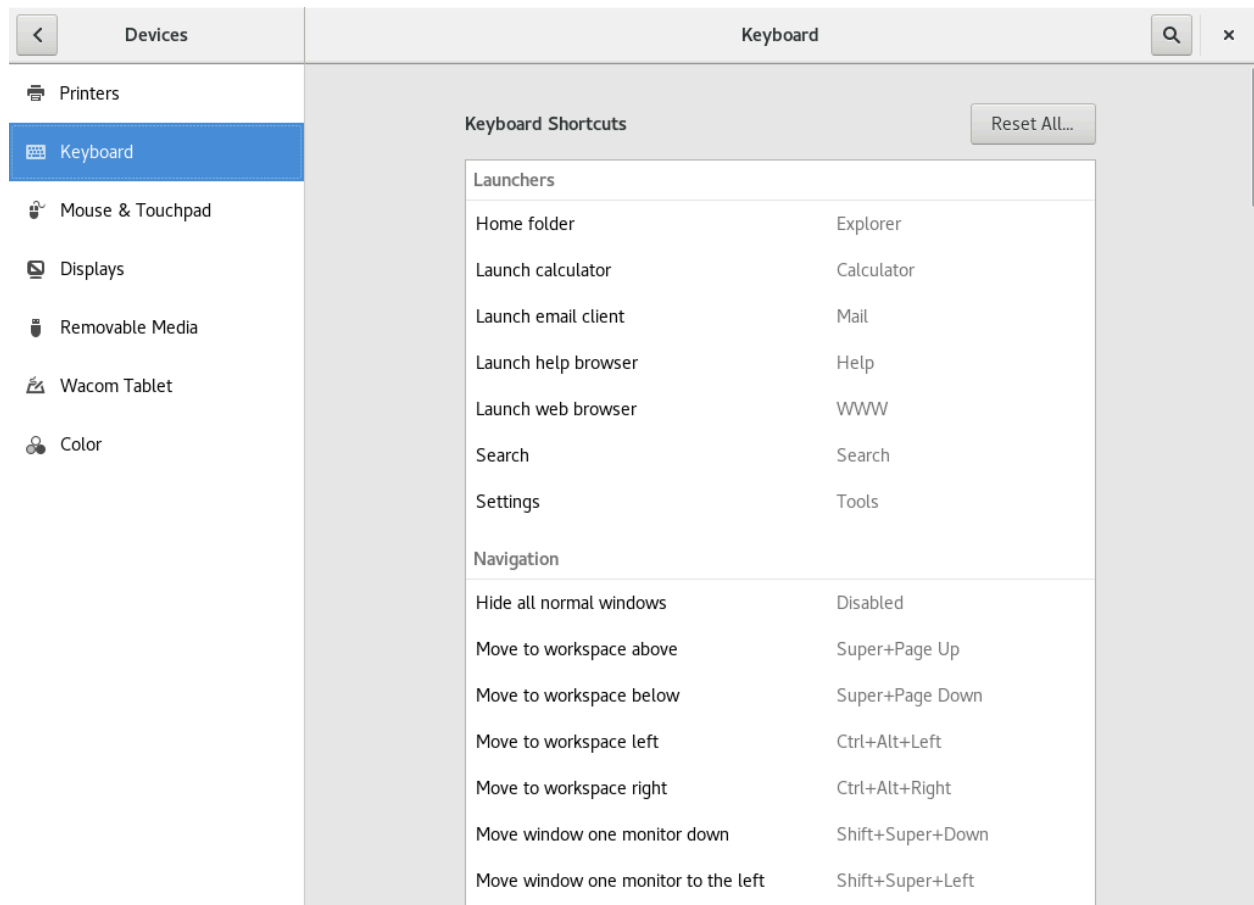 Devices
Keyboard
Printers
Keyboard
Mouse & Touchpad
Displays
Removable Media
Wacom Tablet
Color
Keyboard Shortcuts
Reset All...
Launchers
Home folder Explorer
Launch calculator Calculator
Launch email client Mail
Launch help browser Help
Launch web browser WWW
Search Search
Settings Tools
Navigation
Hide all normal windows Disabled
Move to workspace above Super+Page Up
Move to workspace below Super+Page Down
Move to workspace left Ctrl+Alt+Left
Move to workspace right Ctrl+Alt+Right
Move window one monitor down Shift+Super+Down
Move window one monitor to the left Shift+Super+Left